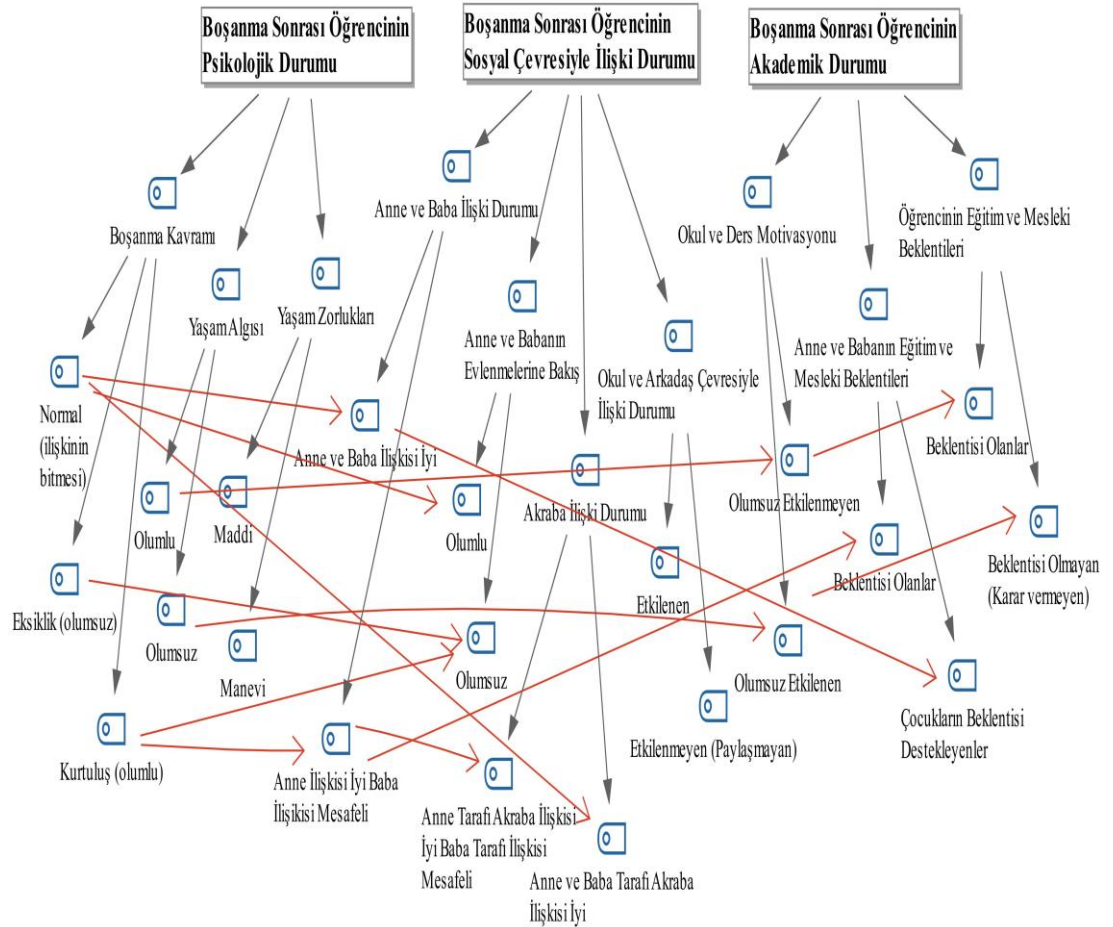 Boşanma Sonrası Öğrencinin
Psikolojik Durumu
Boşanma Sonrası Öğrencinin
Sosyal Çevresiyle İlişki Durumu
Boşanma Sonrası Öğrencinin
Akademik Durumu
Boşanma Kavramı
Yaşam Algısı
Yaşam Zorlukları
Anne ve Baba İlişki Durumu
Anne ve Babanın
Evlenmelerine Bakış
Okul ve Arkadaş Çevresiyle
İlişki Durumu
Okul ve Ders Motivasyonu
Anne ve Babanın Eğitim ve
Mesleki Beklentileri
Öğrencinin Eğitim ve Mesleki
Beklentileri
Normal
(ilişkinin
bitmesi)
Olumlu
Maddi
Anne ve Baba İlişkisi İyi
Olumlu
Akraba İlişki Durumu
Olumsuz Etkilenmeyen
Beklentisi Olanlar
Eksiklik (olumsuz)
Olumsuz
Manevi
Olumsuz
Etkilenen
Beklentisi Olanlar
Beklentisi Olmayan
(Karar vermeyen)
Olumsuz Etkilenen
Kurtuluş (olumlu)
Anne İlişkisi İyi Baba
İlişikisi Mesafeli
Anne Tarafı Akraba İlişkisi
İyi Baba Tarafı İlişkisi
Mesafeli
Anne ve Baba Tarafı Akraba
İlişkisi İyi
Etkilenmeyen (Paylaşmayan)
Çocukların Beklentisi
Destekleyenler